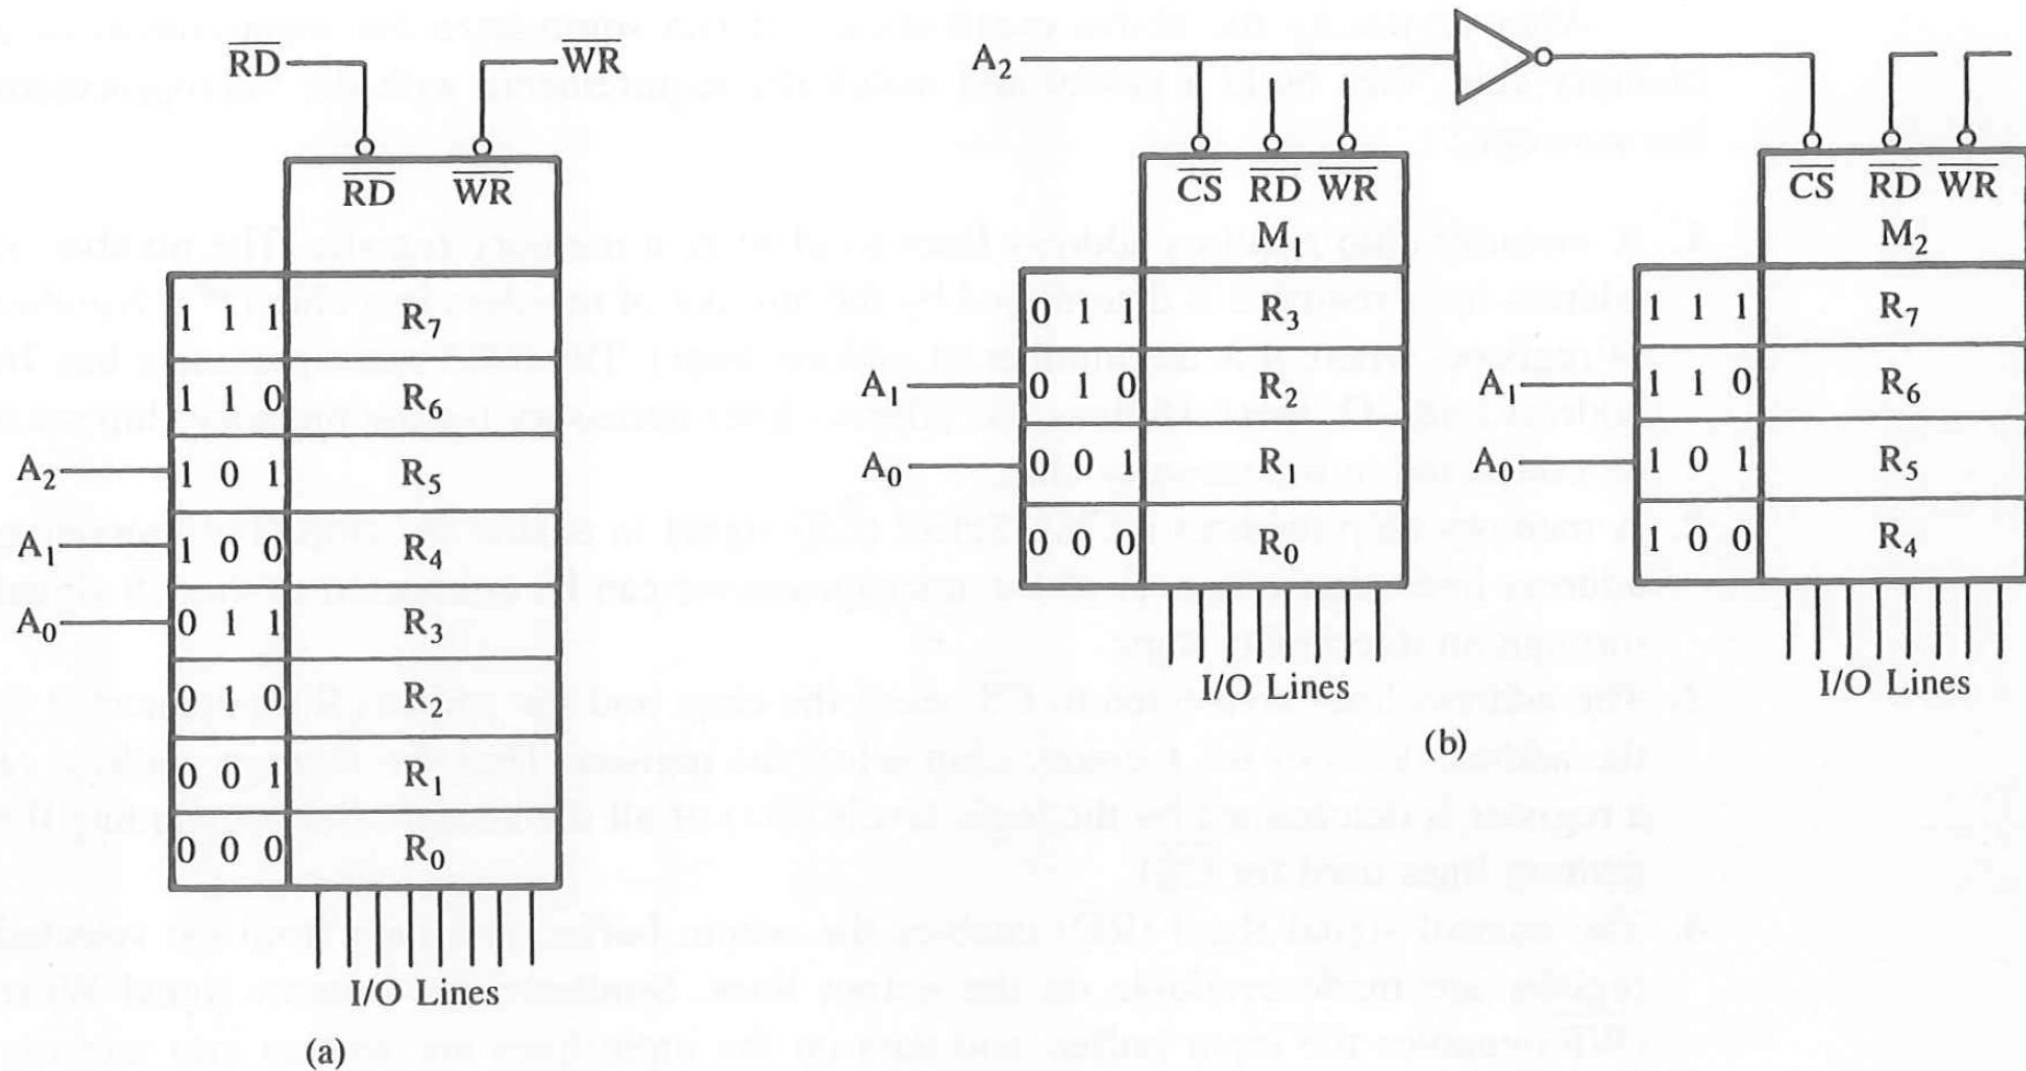 RD WR
RD WR
1 1 1 R7
1 1 0 R6
A2 1 0 1 R5
A1 1 0 0 R4
A0 0 1 1 R3
0 1 0 R2
0 0 1 R1
0 0 0 R0
I/O Lines
(a)
A2
CS RD WR
M1
0 1 1 R3
A1 0 1 0 R2
A0 0 0 1 R1
0 0 0 R0
I/O Lines
CS RD WR
M2
1 1 1 R7
A1 1 1 0 R6
A0 1 0 1 R5
1 0 0 R4
I/O Lines
(b)